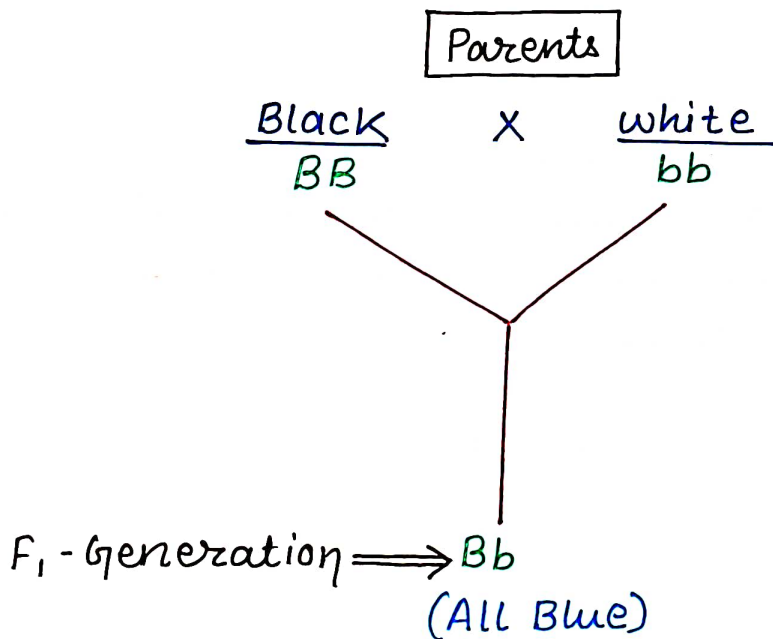 Parents
Black X white
BB bb
F₁-Generation ⟹ Bb
(All Blue)